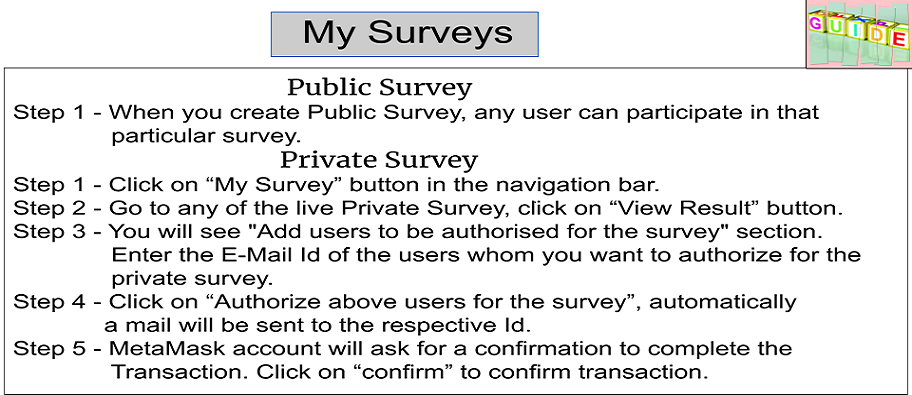 My Surveys
GUIDE
Public Survey
Step 1 - When you create Public Survey, any user can participate in that
particular survey.
Private Survey
Step 1 - Click on “My Survey” button in the navigation bar.
Step 2 - Go to any of the live Private Survey, click on “View Result” button.
Step 3 - You will see "Add users to be authorised for the survey" section.
Enter the E-Mail Id of the users whom you want to authorize for the
private survey.
Step 4 - Click on “Authorize above users for the survey”, automatically
a mail will be sent to the respective Id.
Step 5 - MetaMask account will ask for a confirmation to complete the
Transaction. Click on “confirm” to confirm transaction.